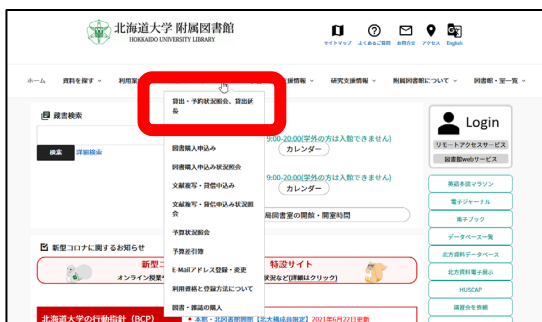 北海道大学 附属図書館
HOKKAIDO UNIVERSITY LIBRARY
サイトマップ よくあるご質問 お問合せ アクセス English
ホーム 資料を探す 利用案 支援情報 研究支援情報 附属図書館について 図書館・室一覧
貸出・予約状況照会、貸出延
長
図書購入申込み
図書購入申込み状況照会
文献複写・貸借申込み
文献複写・貸借申込み状況照
会
予算状況照会
予算差引簿
E-Mailアドレス登録・変更
利用資格と登録方法について
図書・雑誌の購入
蔵書検索
検索 詳細検索
9:00-20:00(学外の方は入館できません)
カレンダー
9:00-20:00(学外の方は入館できません)
カレンダー
局図書室の開館・開室時間
新型コロナに関するお知らせ
新型コ 特設サイト
オンライン授業 状況など(詳細はクリック)
北海道大学の行動指針（BCP）
本館・北図書館開館【北大構成員限定】2021年6月22日更新
Login
リモートアクセスサービス
図書館webサービス
英語多読マラソン
電子ジャーナル
電子ブック
データベース一覧
北方資料データベース
北方資料電子展示
HUSCAP
講習会を依頼